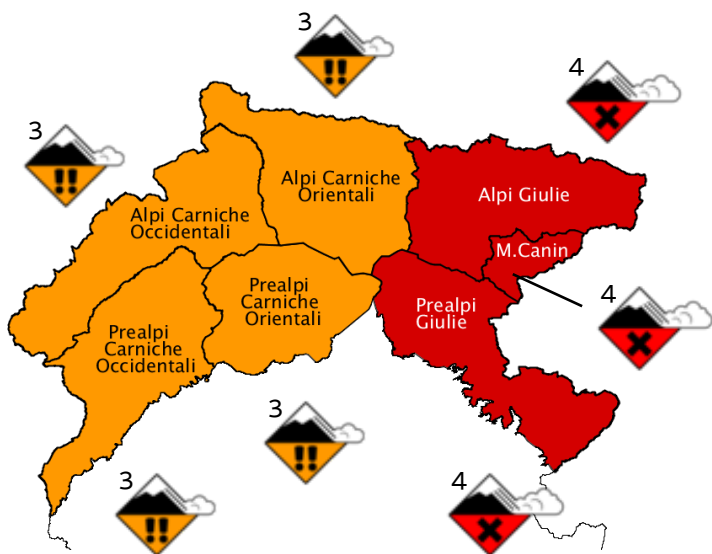 3
4
3
Alpi Carniche
Orientali
Alpi Giulie
Alpi Carniche
Occidentali
M.Canin
Prealpi
Carniche
Orientali
Prealpi
Giulie
4
Prealpi
Carniche
Occidentali
3
3
4